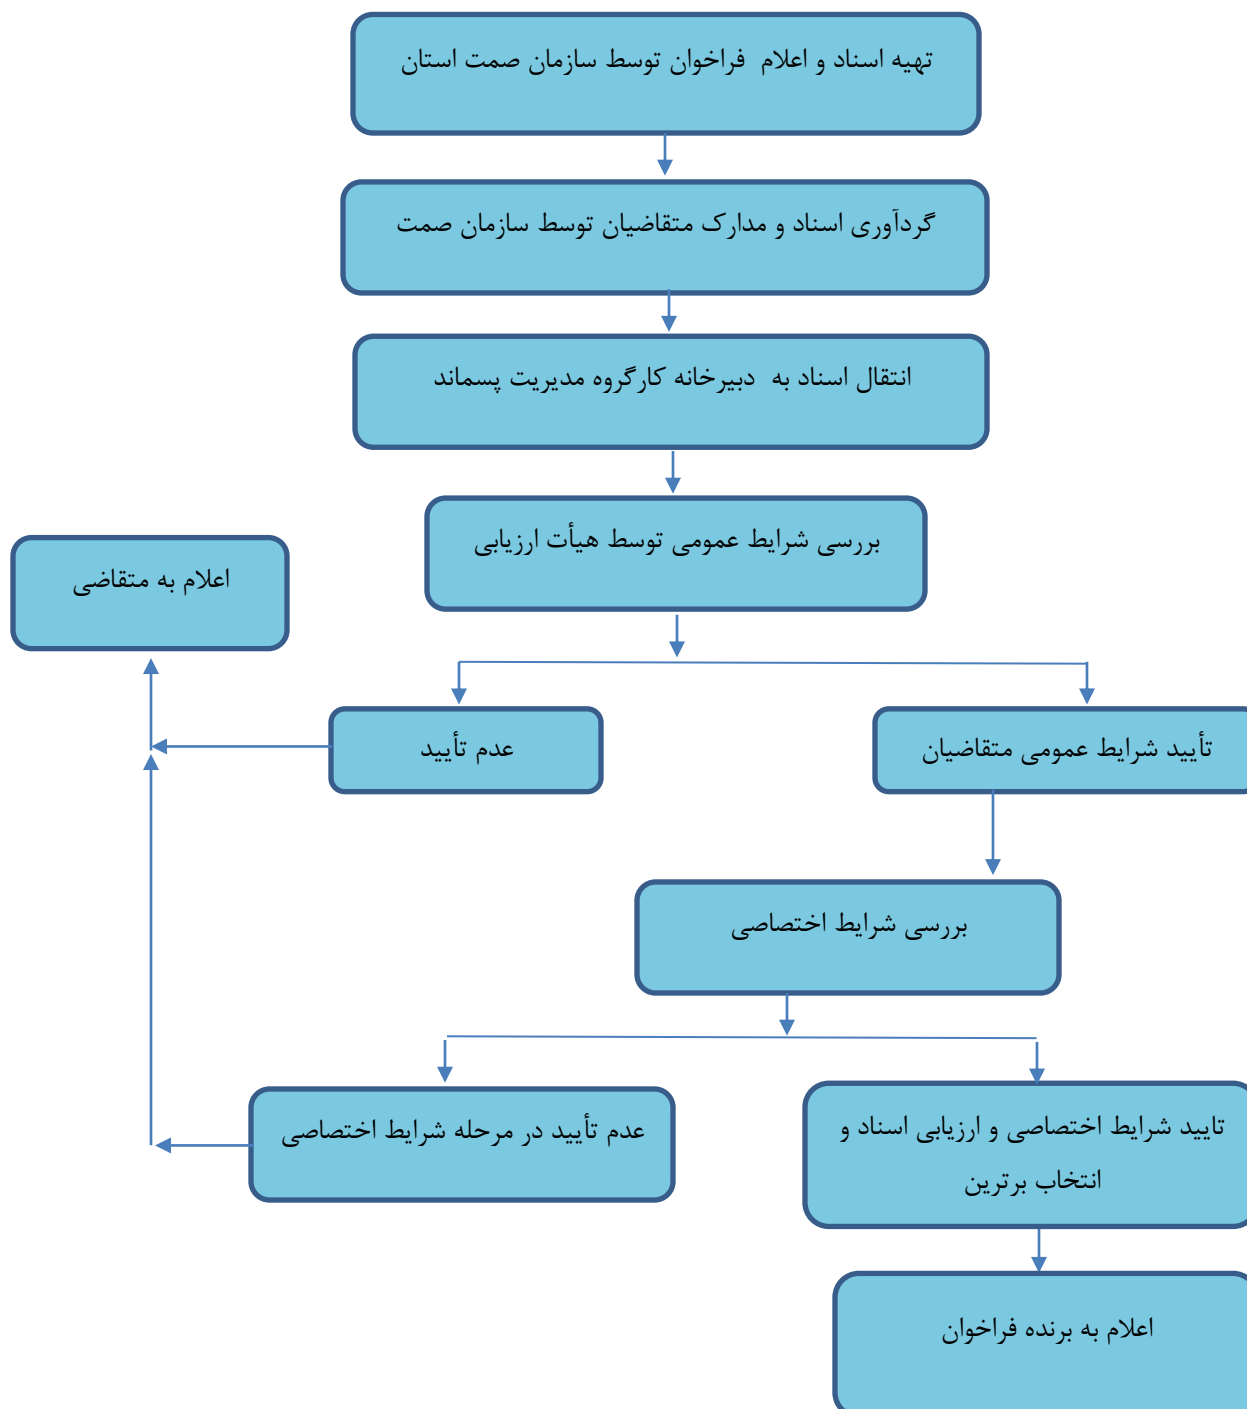 تهیه اسناد و اعلام فراخوان توسط سازمان صمت استان
گردآوری اسناد و مدارک متقاضیان توسط سازمان صمت
انتقال اسناد به دبیرخانه کارگروه مدیریت پسماند
بررسی شرایط عمومی توسط هیأت ارزیابی
اعلام به متقاضی
تأیید شرایط عمومی متقاضیان
عدم تأیید
بررسی شرایط اختصاصی
تایید شرایط اختصاصی و ارزیابی اسناد و
انتخاب برترین
عدم تأیید در مرحله شرایط اختصاصی
اعلام به برنده فراخوان